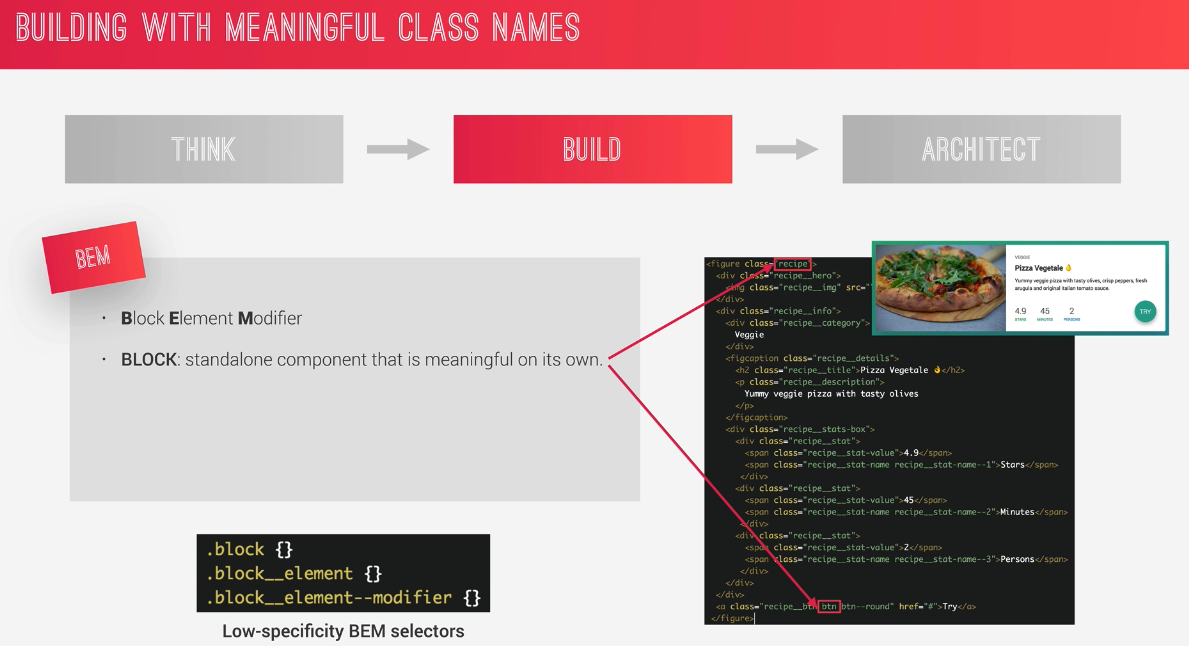 BUILDING WITH MEANINGFUL CLASS NAMES
THINK
BUILD
ARCHITECT
BEM
· Block Element Modifier
· BLOCK: standalone component that is meaningful on its own.
.block {}
.block__element {}
.block__element--modifier {}
Low-specificity BEM selectors
<figure class="recipe">
<div class="recipe__hero">
<img class="recipe__img" src="
</div>
<div class="recipe__info">
<div class="recipe__category">
Veggie
</div>
<figcaption class="recipe__details">
<h2 class="recipe__title">Pizza Vegetale 👌</h2>
<p class="recipe__description">
Yummy veggie pizza with tasty olives
</p>
</figcaption>
<div class="recipe__stats-box">
<div class="recipe__stat">
<span class="recipe__stat-value">4.9</span>
<span class="recipe__stat-name recipe__stat-name--1">Stars</span>
</div>
<div class="recipe__stat">
<span class="recipe__stat-value">45</span>
<span class="recipe__stat-name recipe__stat-name--2">Minutes</span>
</div>
<div class="recipe__stat">
<span class="recipe__stat-value">2</span>
<span class="recipe__stat-name recipe__stat-name--3">Persons</span>
</div>
</div>
</div>
<a class="recipe__btn btn btn--round" href="#">Try</a>
</figure>
VEGGIE
Pizza Vegetale 👌
Yummy veggie pizza with tasty olives, crisp peppers, fresh
arugula and original italian tomato sauce.
4.9 45 2
STARS MINUTES PERSONS
TRY